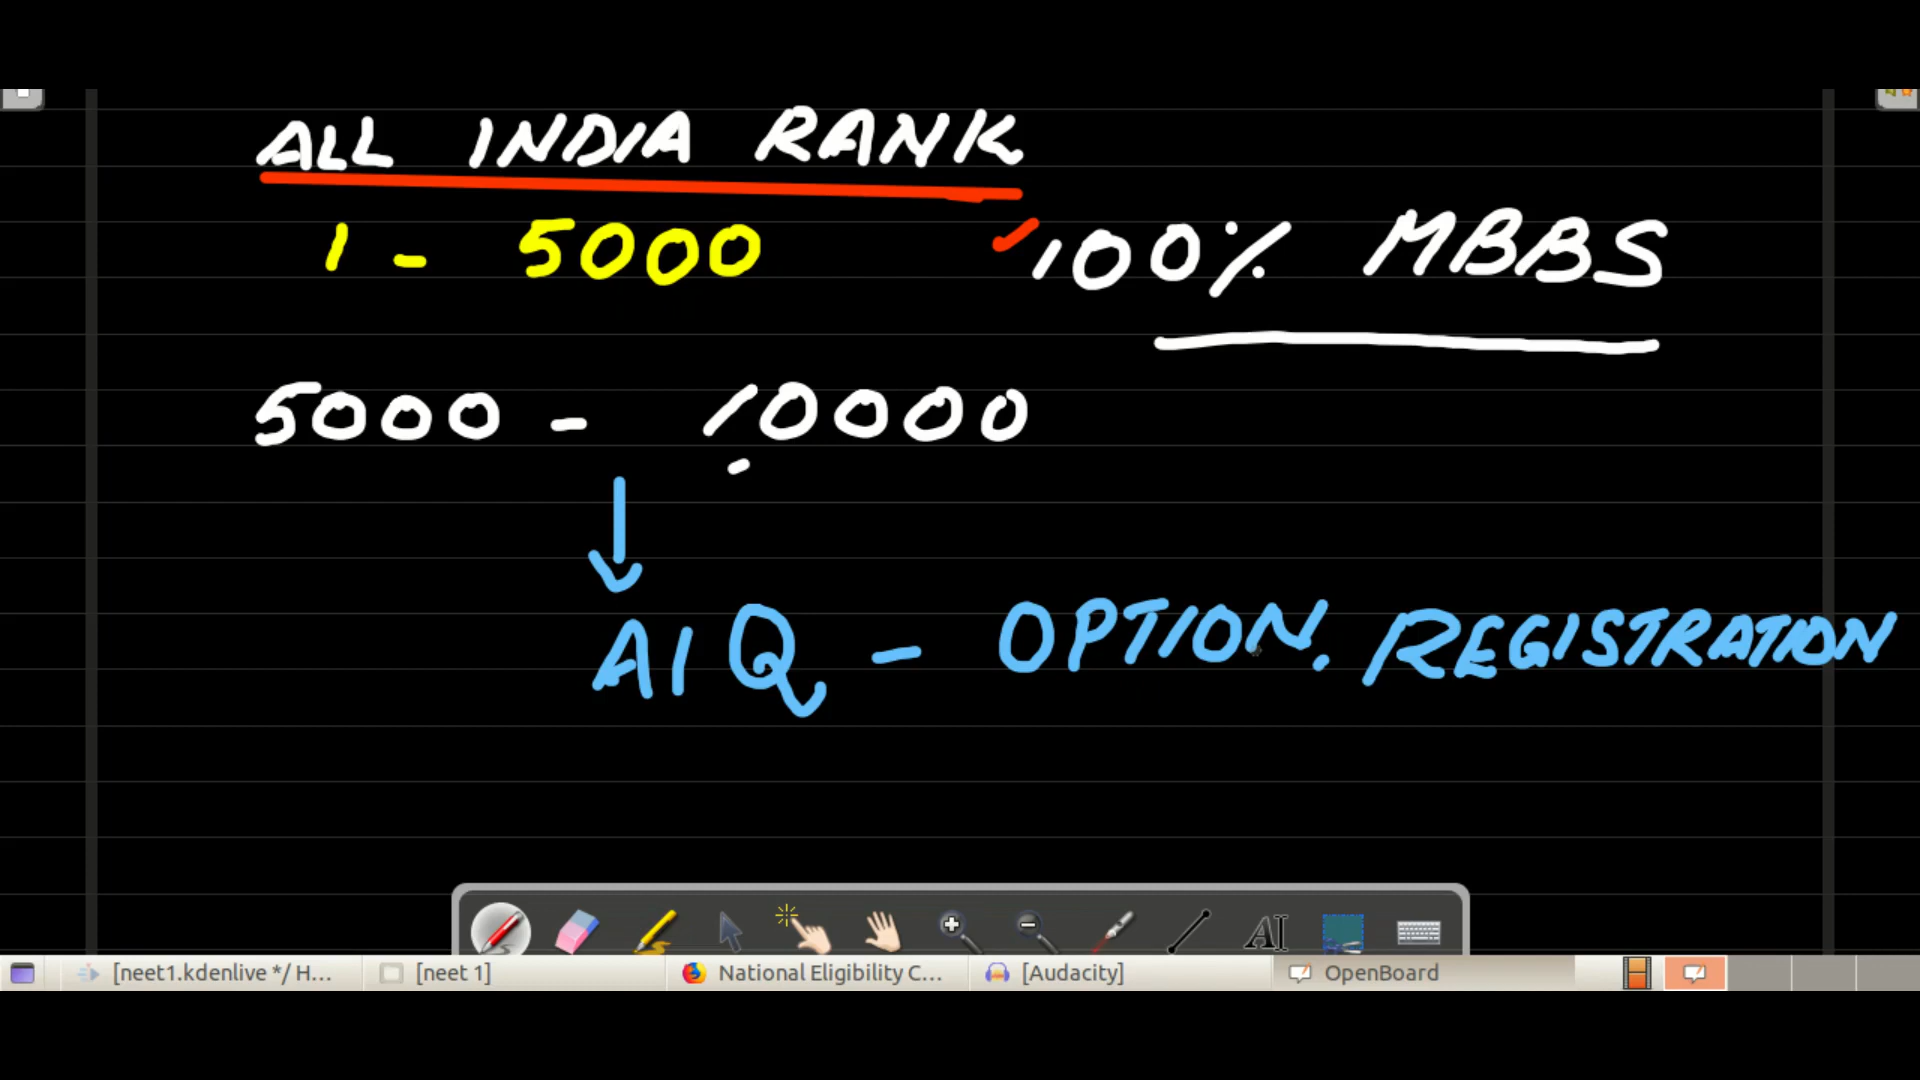 ALL INDIA RANK
1 - 5000 100% MBBS
5000 - 10000
AIQ - OPTION. REGISTRATION
AI
[neet1.kdenlive */ H... [neet 1] National Eligibility C... [Audacity] OpenBoard